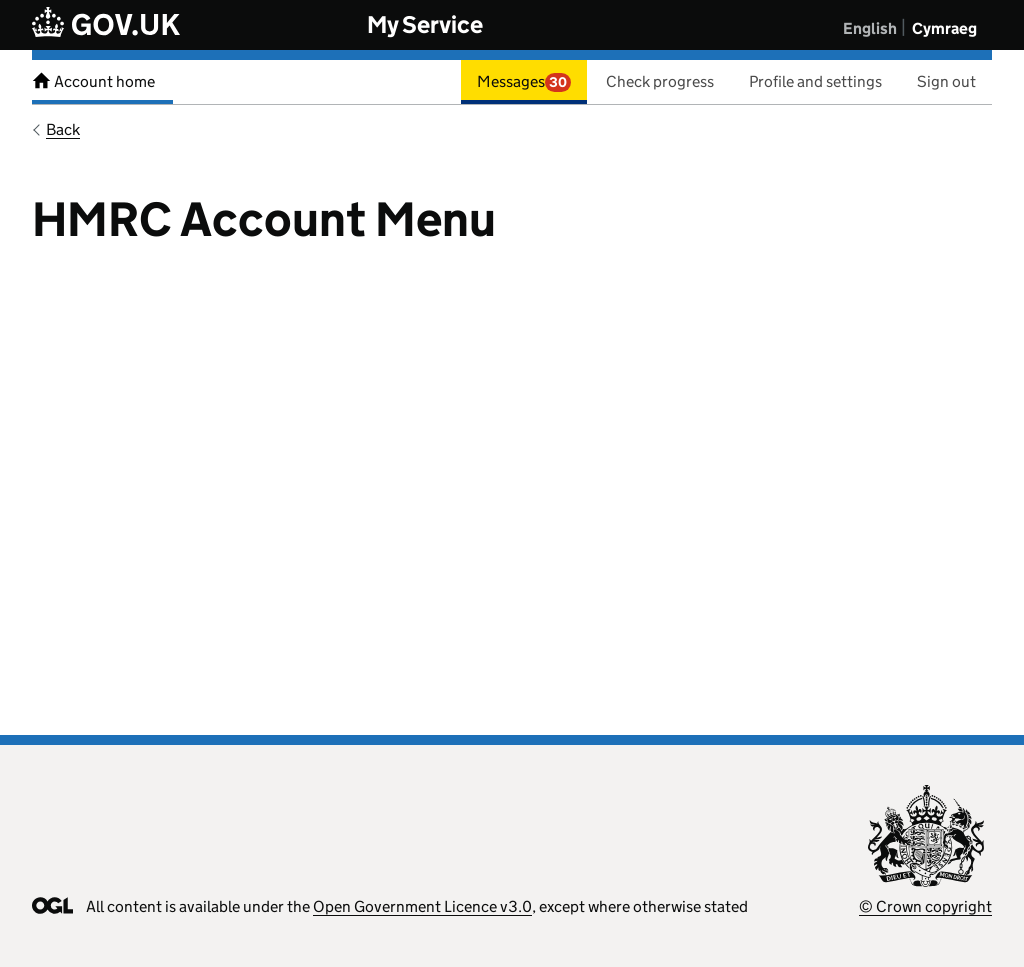 GOV.UK My Service English Cymraeg
Account home Messages 30 Check progress Profile and settings Sign out
Back
HMRC Account Menu
QUI
DIEU ET MON DROIT
OGL All content is available under the Open Government Licence v3.0, except where otherwise stated © Crown copyright